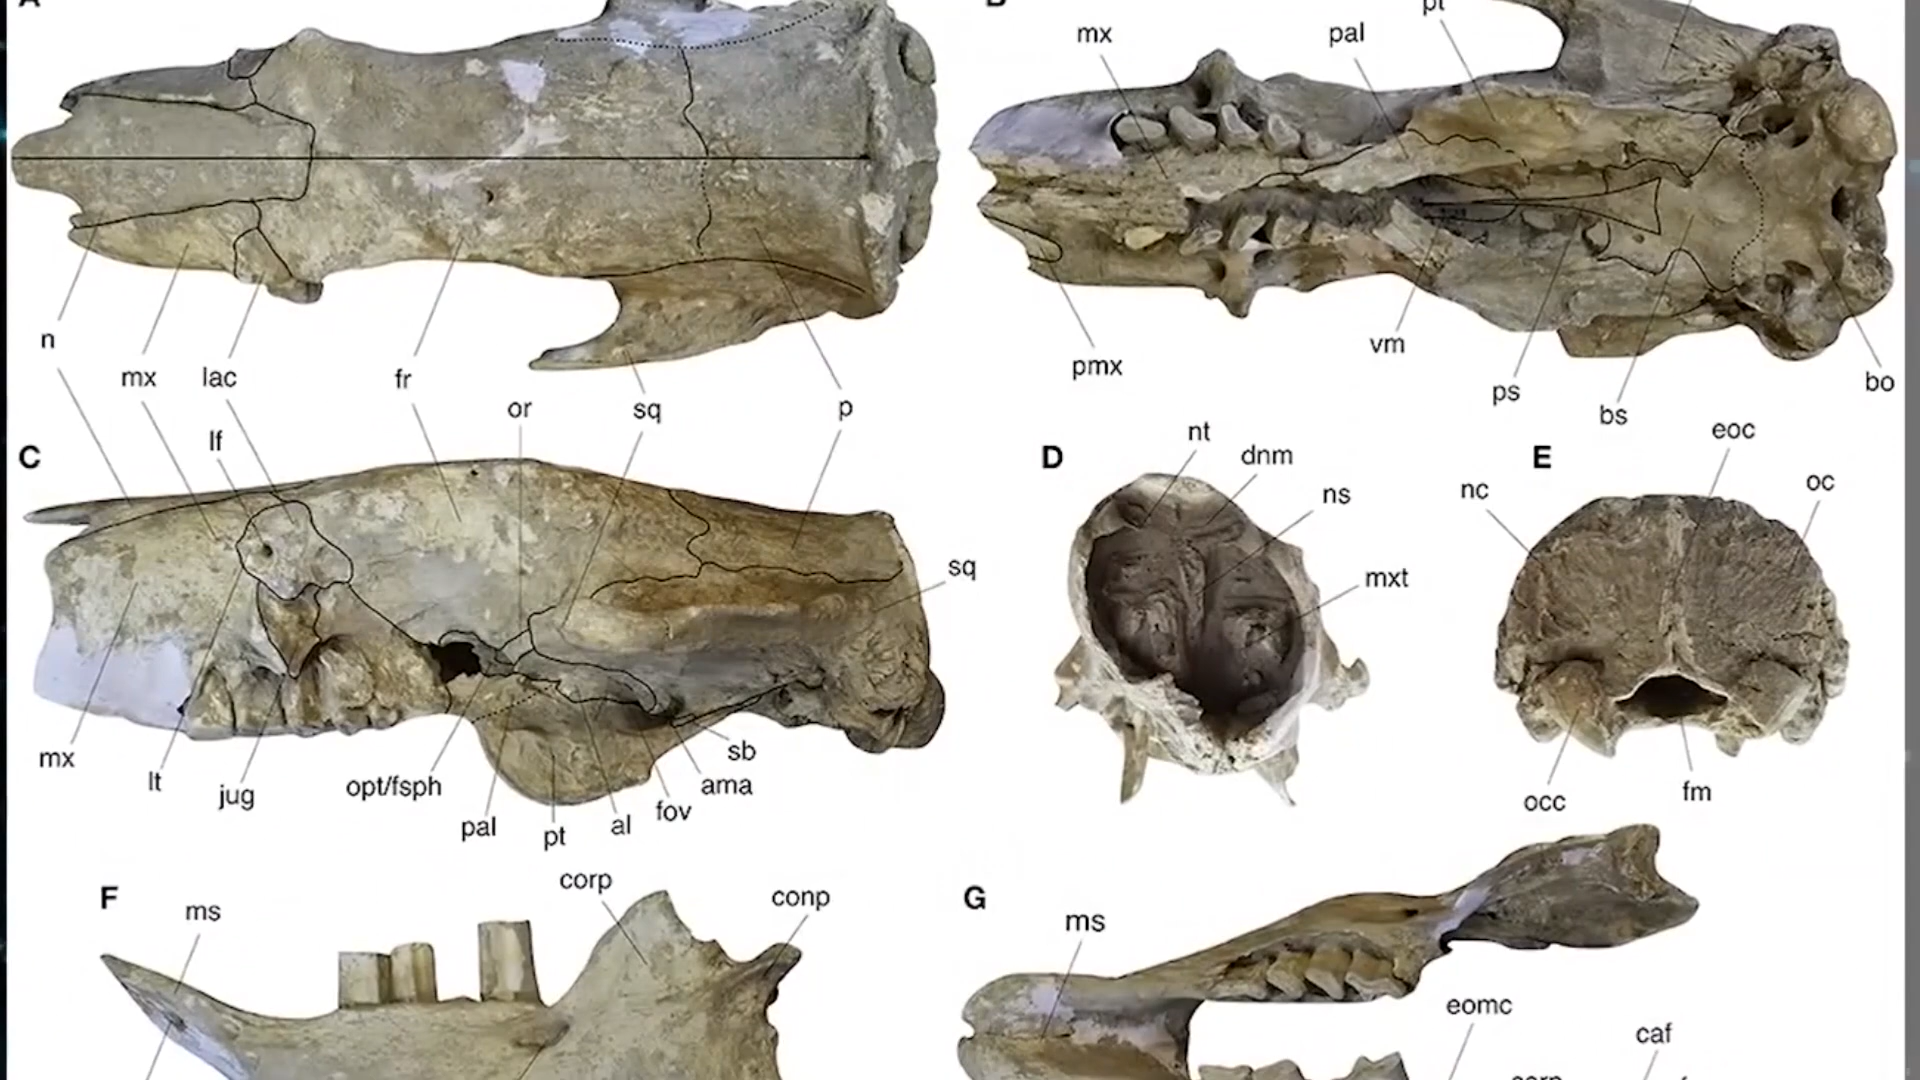 A
B
pt
mx
pal
n
mx
lac
fr
or
sq
p
pmx
vm
ps
bs
bo
C
lf
D
nt
dnm
ns
mxt
E
eoc
nc
oc
sq
mx
lt
jug
opt/fsph
pal
pt
al
fov
ama
sb
occ
fm
F
ms
corp
conp
G
ms
eomc
caf
corp